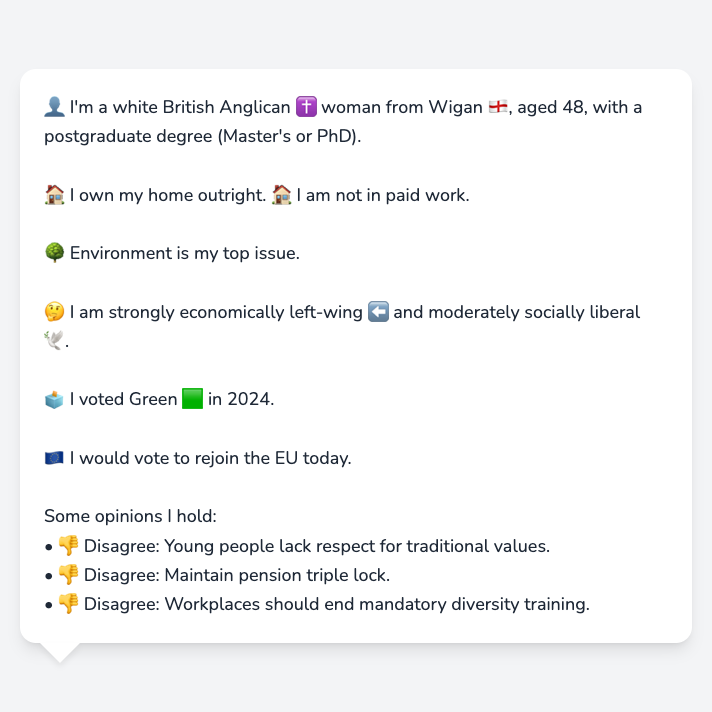 👤 I'm a white British Anglican ✝️ woman from Wigan 🏴󠁧󠁢󠁥󠁮󠁧󠁿, aged 48, with a
postgraduate degree (Master's or PhD).
🏠 I own my home outright. 🏠 I am not in paid work.
🌳 Environment is my top issue.
🤔 I am strongly economically left-wing ⬅️ and moderately socially liberal
🕊️.
🗳️ I voted Green 🟩 in 2024.
🇪🇺 I would vote to rejoin the EU today.
Some opinions I hold:
• 👎 Disagree: Young people lack respect for traditional values.
• 👎 Disagree: Maintain pension triple lock.
• 👎 Disagree: Workplaces should end mandatory diversity training.